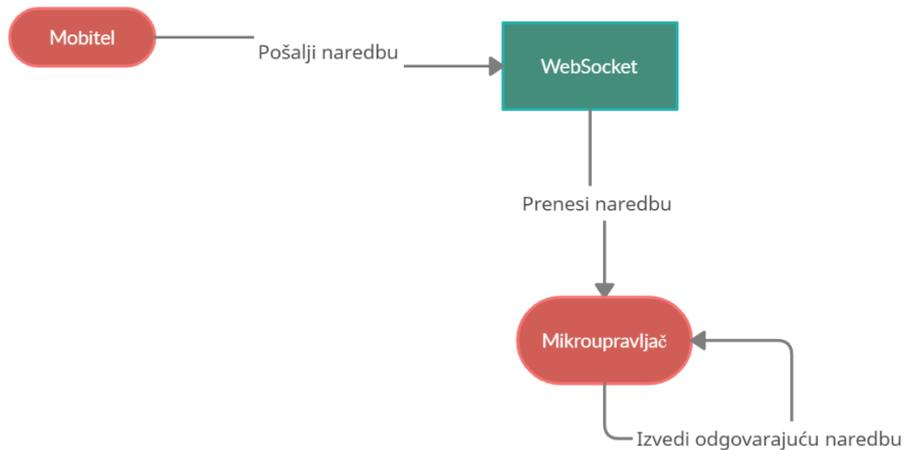 Mobitel
Pošalji naredbu
WebSocket
Prenesi naredbu
Mikroupravljač
Izvedi odgovarajuću naredbu